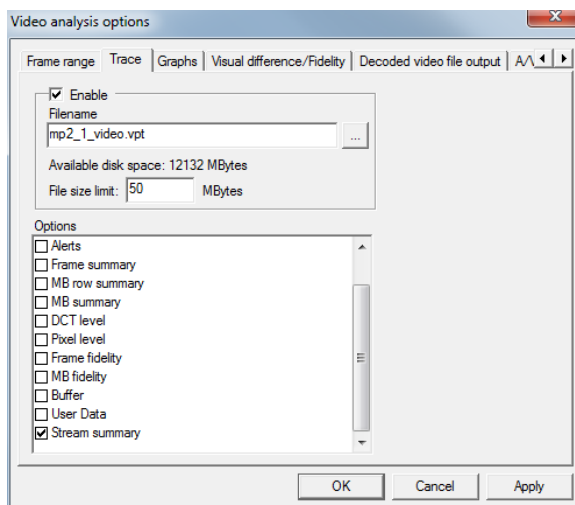 Video analysis options
Frame range Trace Graphs Visual difference/Fidelity Decoded video file output
Enable
Filename
mp2_1_video.vpt ...
Available disk space: 12132 MBytes
File size limit: 50 MBytes
Options
Alerts
Frame summary
MB row summary
MB summary
DCT level
Pixel level
Frame fidelity
MB fidelity
Buffer
User Data
Stream summary
OK Cancel Apply